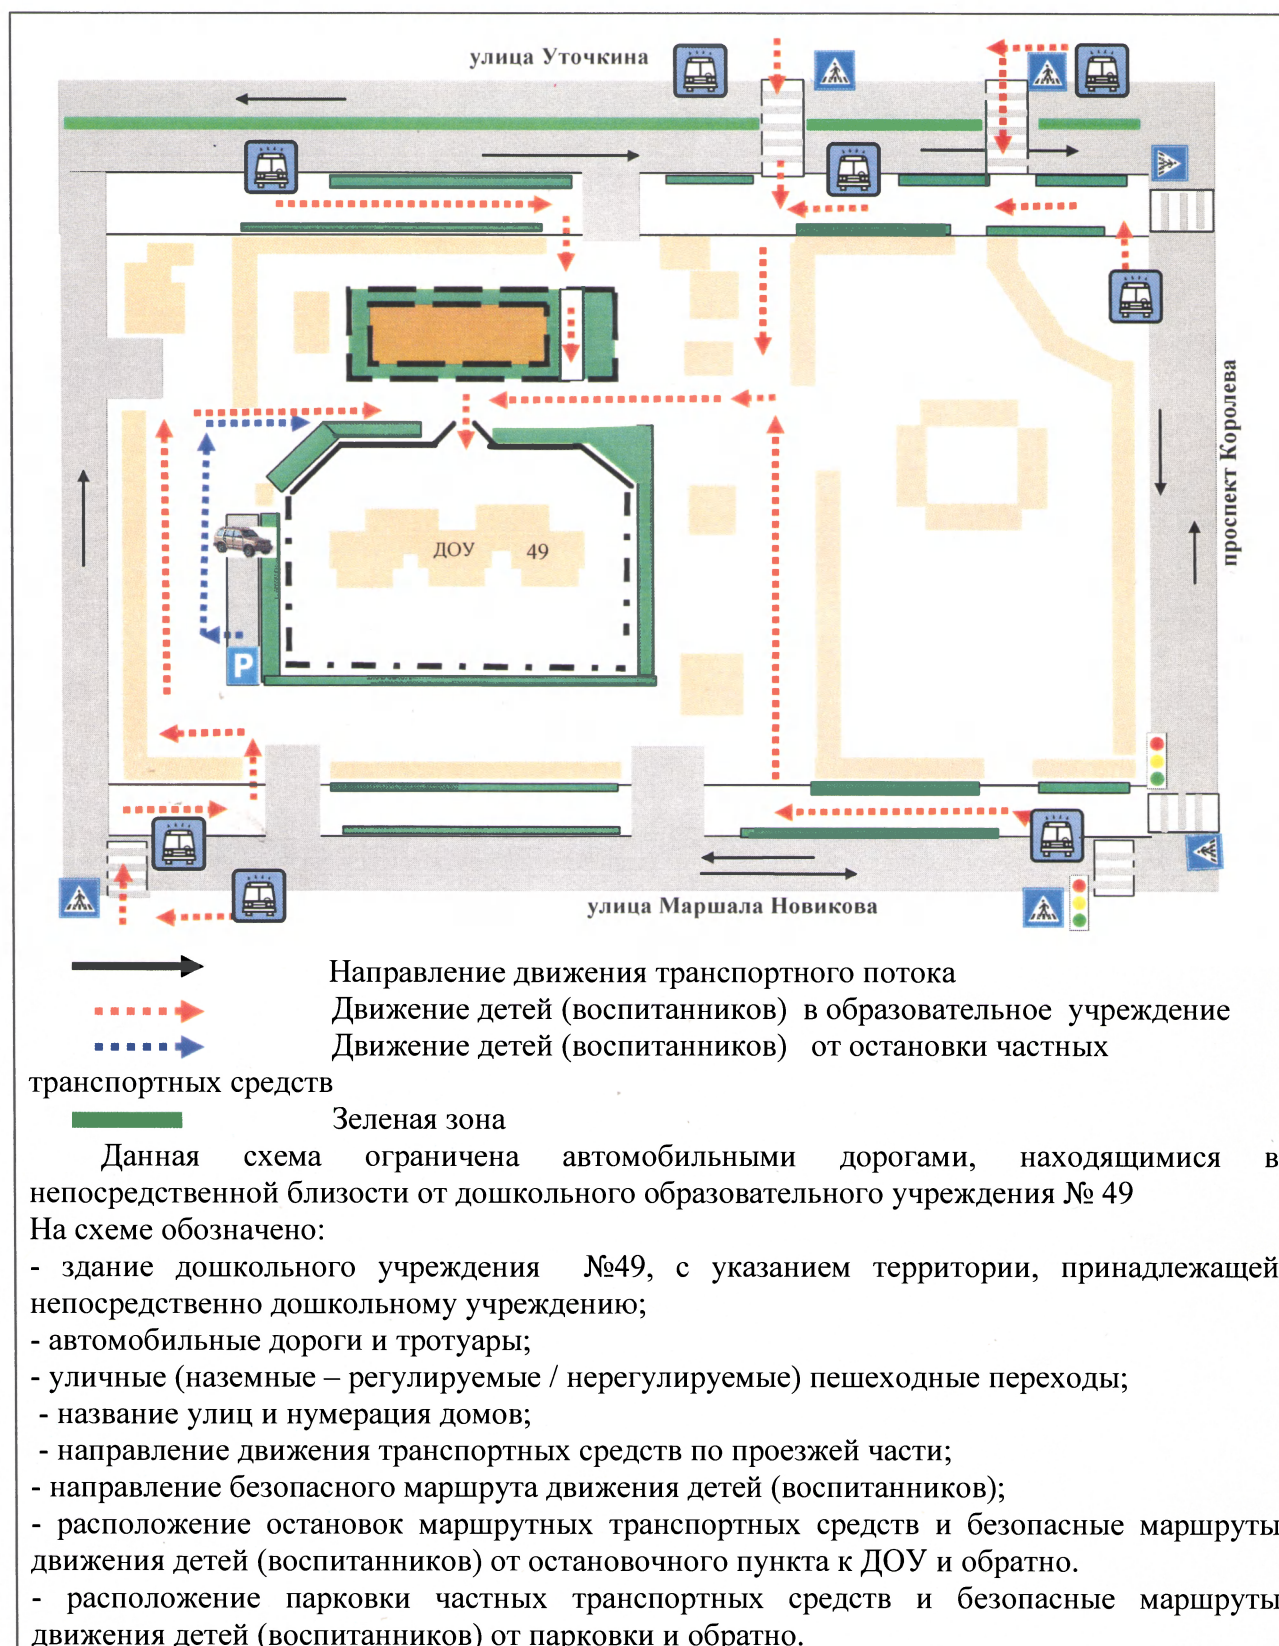 улица Уточкина
проспект Королева
ДОУ 49
P
улица Маршала Новикова
Направление движения транспортного потока
Движение детей (воспитанников) в образовательное учреждение
Движение детей (воспитанников) от остановки частных
транспортных средств
Зеленая зона
Данная схема ограничена автомобильными дорогами, находящимися в
непосредственной близости от дошкольного образовательного учреждения № 49
На схеме обозначено:
- здание дошкольного учреждения №49, с указанием территории, принадлежащей
непосредственно дошкольному учреждению;
- автомобильные дороги и тротуары;
- уличные (наземные – регулируемые / нерегулируемые) пешеходные переходы;
- название улиц и нумерация домов;
- направление движения транспортных средств по проезжей части;
- направление безопасного маршрута движения детей (воспитанников);
- расположение остановок маршрутных транспортных средств и безопасные маршруты
движения детей (воспитанников) от остановочного пункта к ДОУ и обратно.
- расположение парковки частных транспортных средств и безопасные маршруты
движения детей (воспитанников) от парковки и обратно.